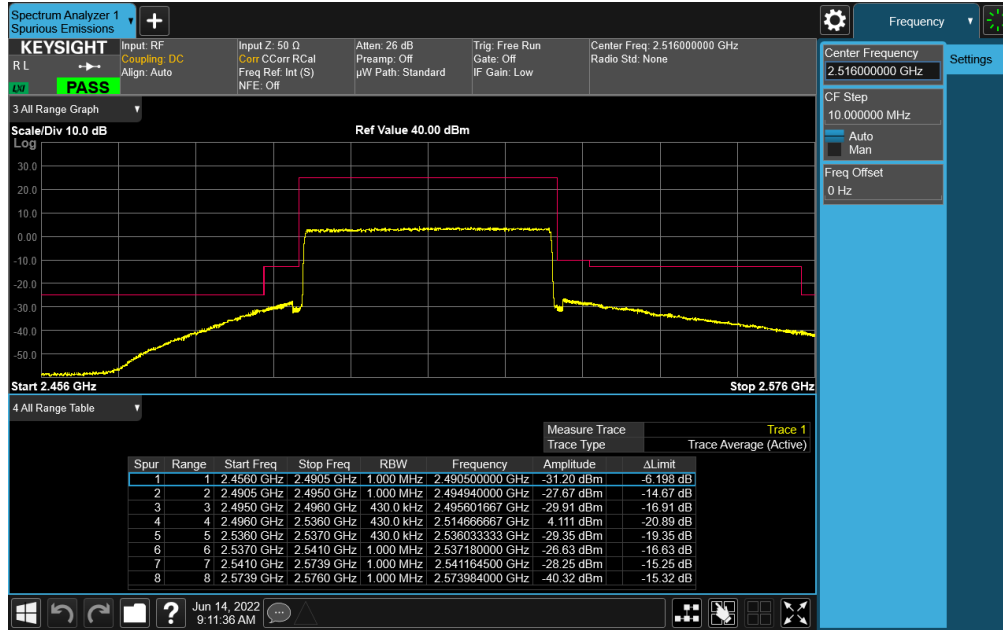 Spectrum Analyzer 1
Spurious Emissions
+
Frequency
KEYSIGHT
R L
LXI
PASS
Input: RF
Coupling: DC
Align: Auto
Input Z: 50 Ω
Corr CCorr RCal
Freq Ref: Int (S)
NFE: Off
Atten: 26 dB
Preamp: Off
µW Path: Standard
Trig: Free Run
Gate: Off
IF Gain: Low
Center Freq: 2.516000000 GHz
Radio Std: None
Center Frequency
2.516000000 GHz
Settings
CF Step
10.000000 MHz
Auto
Man
Freq Offset
0 Hz
3 All Range Graph
Scale/Div 10.0 dB
Ref Value 40.00 dBm
Log
30.0
20.0
10.0
0.00
-10.0
-20.0
-30.0
-40.0
-50.0
Start 2.456 GHz
Stop 2.576 GHz
4 All Range Table
Measure Trace Trace 1
Trace Type Trace Average (Active)
Spur Range Start Freq Stop Freq RBW Frequency Amplitude ΔLimit
1 1 2.4560 GHz 2.4905 GHz 1.000 MHz 2.490500000 GHz -31.20 dBm -6.198 dB
2 2 2.4905 GHz 2.4950 GHz 1.000 MHz 2.494940000 GHz -27.67 dBm -14.67 dB
3 3 2.4950 GHz 2.4960 GHz 430.0 kHz 2.495601667 GHz -29.91 dBm -16.91 dB
4 4 2.4960 GHz 2.5360 GHz 430.0 kHz 2.514666667 GHz 4.111 dBm -20.89 dB
5 5 2.5360 GHz 2.5370 GHz 430.0 kHz 2.536033333 GHz -29.35 dBm -19.35 dB
6 6 2.5370 GHz 2.5410 GHz 1.000 MHz 2.537180000 GHz -26.63 dBm -16.63 dB
7 7 2.5410 GHz 2.5739 GHz 1.000 MHz 2.541164500 GHz -28.25 dBm -15.25 dB
8 8 2.5739 GHz 2.5760 GHz 1.000 MHz 2.573984000 GHz -40.32 dBm -15.32 dB
?
Jun 14, 2022
9:11:36 AM